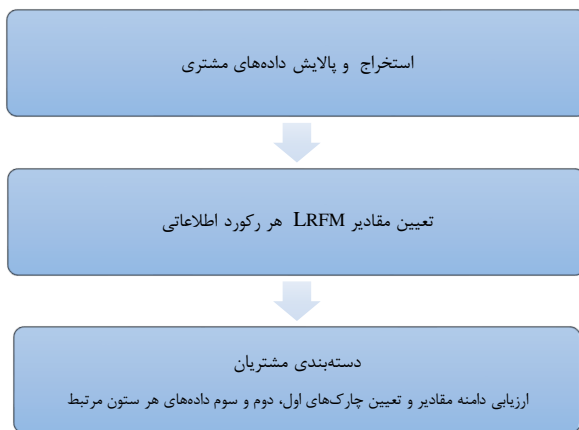 استخراج و پالایش داده‌های مشتری
تعیین مقادیر LRFM هر رکورد اطلاعاتی
دسته‌بندی مشتریان
ارزیابی دامنه مقادیر و تعیین چارک‌های اول، دوم و سوم داده‌های هر ستون مرتبط